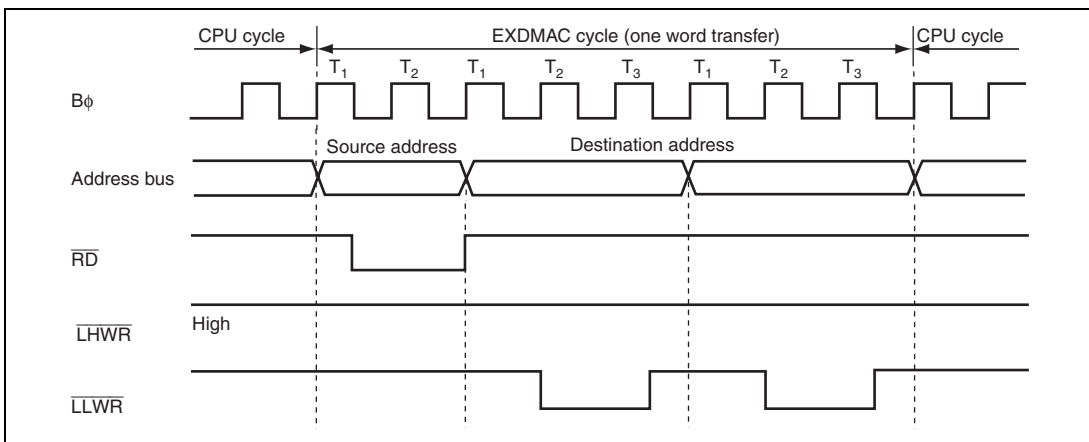 CPU cycle EXDMAC cycle (one word transfer) CPU cycle
T1 T2 T1 T2 T3 T1 T2 T3
Bϕ
Source address Destination address
Address bus
RD
High
LHWR
LLWR